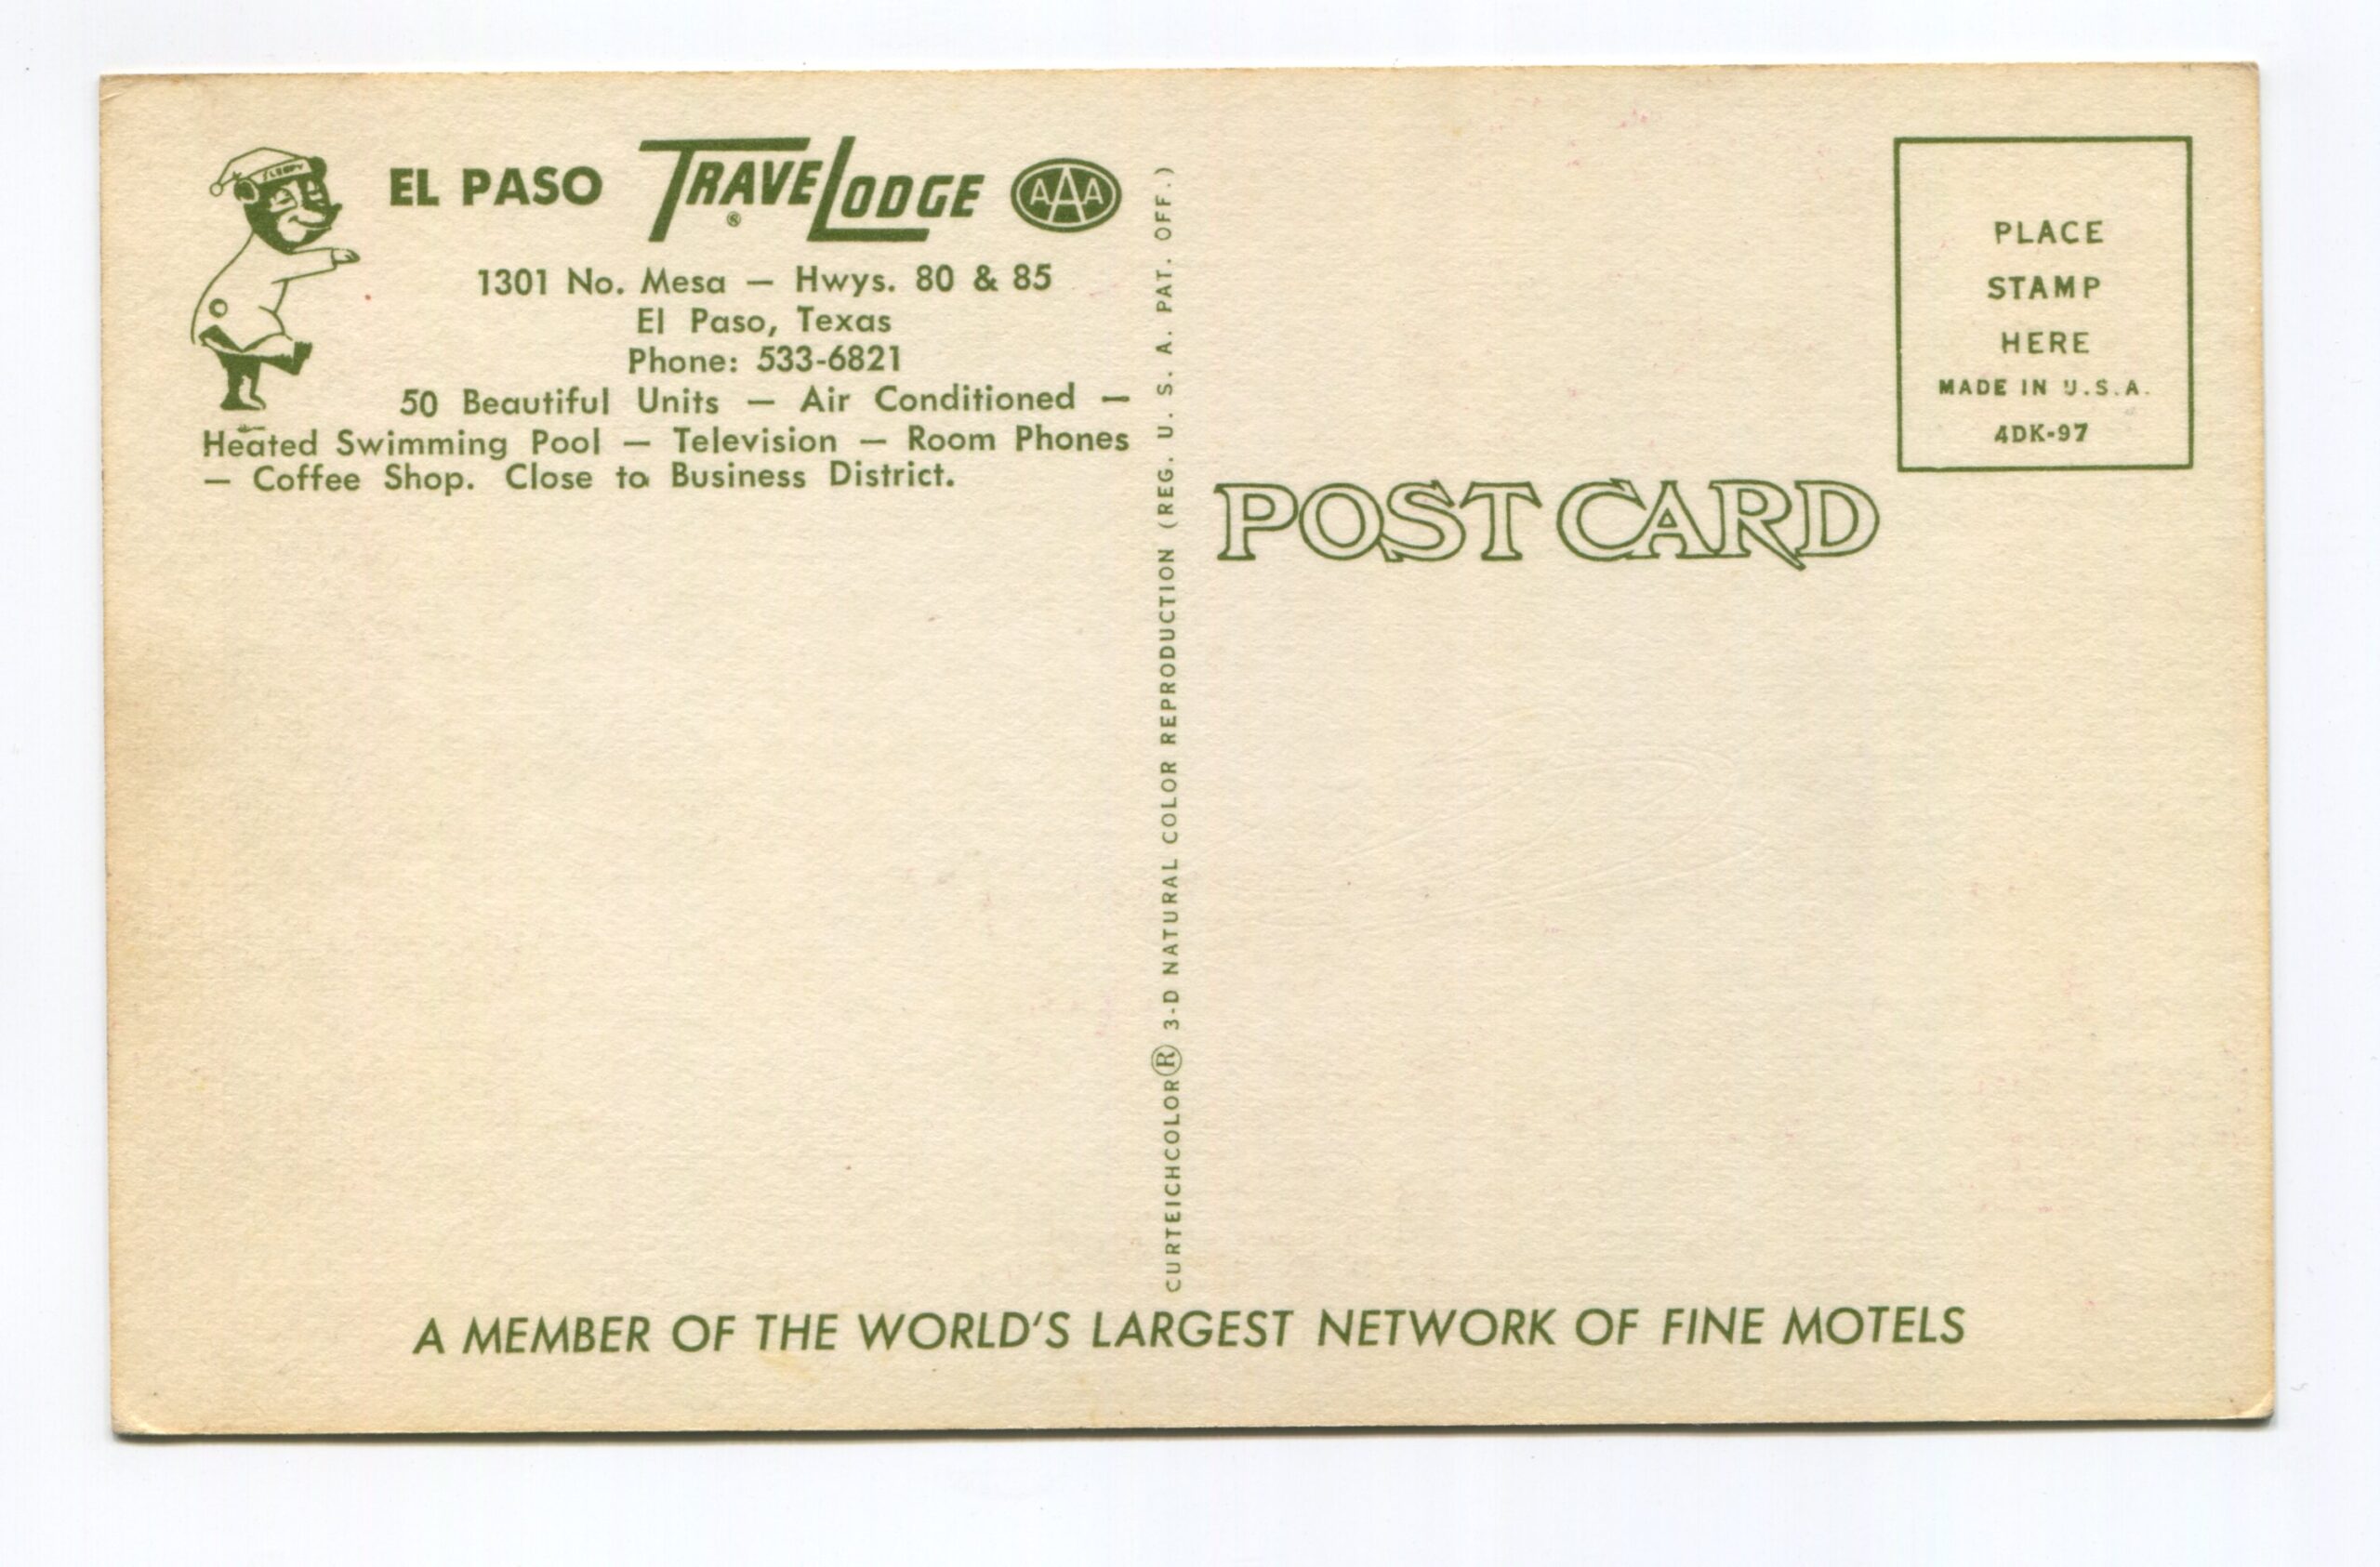 SLEEPY
EL PASO TRAVELODGE ® AAA
1301 No. Mesa — Hwys. 80 & 85
El Paso, Texas
Phone: 533-6821
50 Beautiful Units — Air Conditioned —
Heated Swimming Pool — Television — Room Phones
— Coffee Shop. Close to Business District.
CURTEICHCOLOR® 3-D NATURAL COLOR REPRODUCTION (REG. U. S. A. PAT. OFF.)
PLACE
STAMP
HERE
MADE IN U.S.A.
4DK-97
POST CARD
A MEMBER OF THE WORLD'S LARGEST NETWORK OF FINE MOTELS